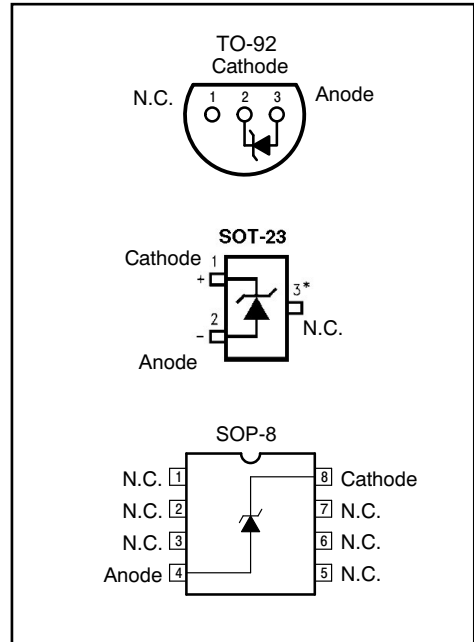 TO-92
Cathode
N.C. 1 2 3 Anode
SOT-23
Cathode 1
+
3*
2
N.C.
–
Anode
SOP-8
N.C. 1 8 Cathode
N.C. 2 7 N.C.
N.C. 3 6 N.C.
Anode 4 5 N.C.